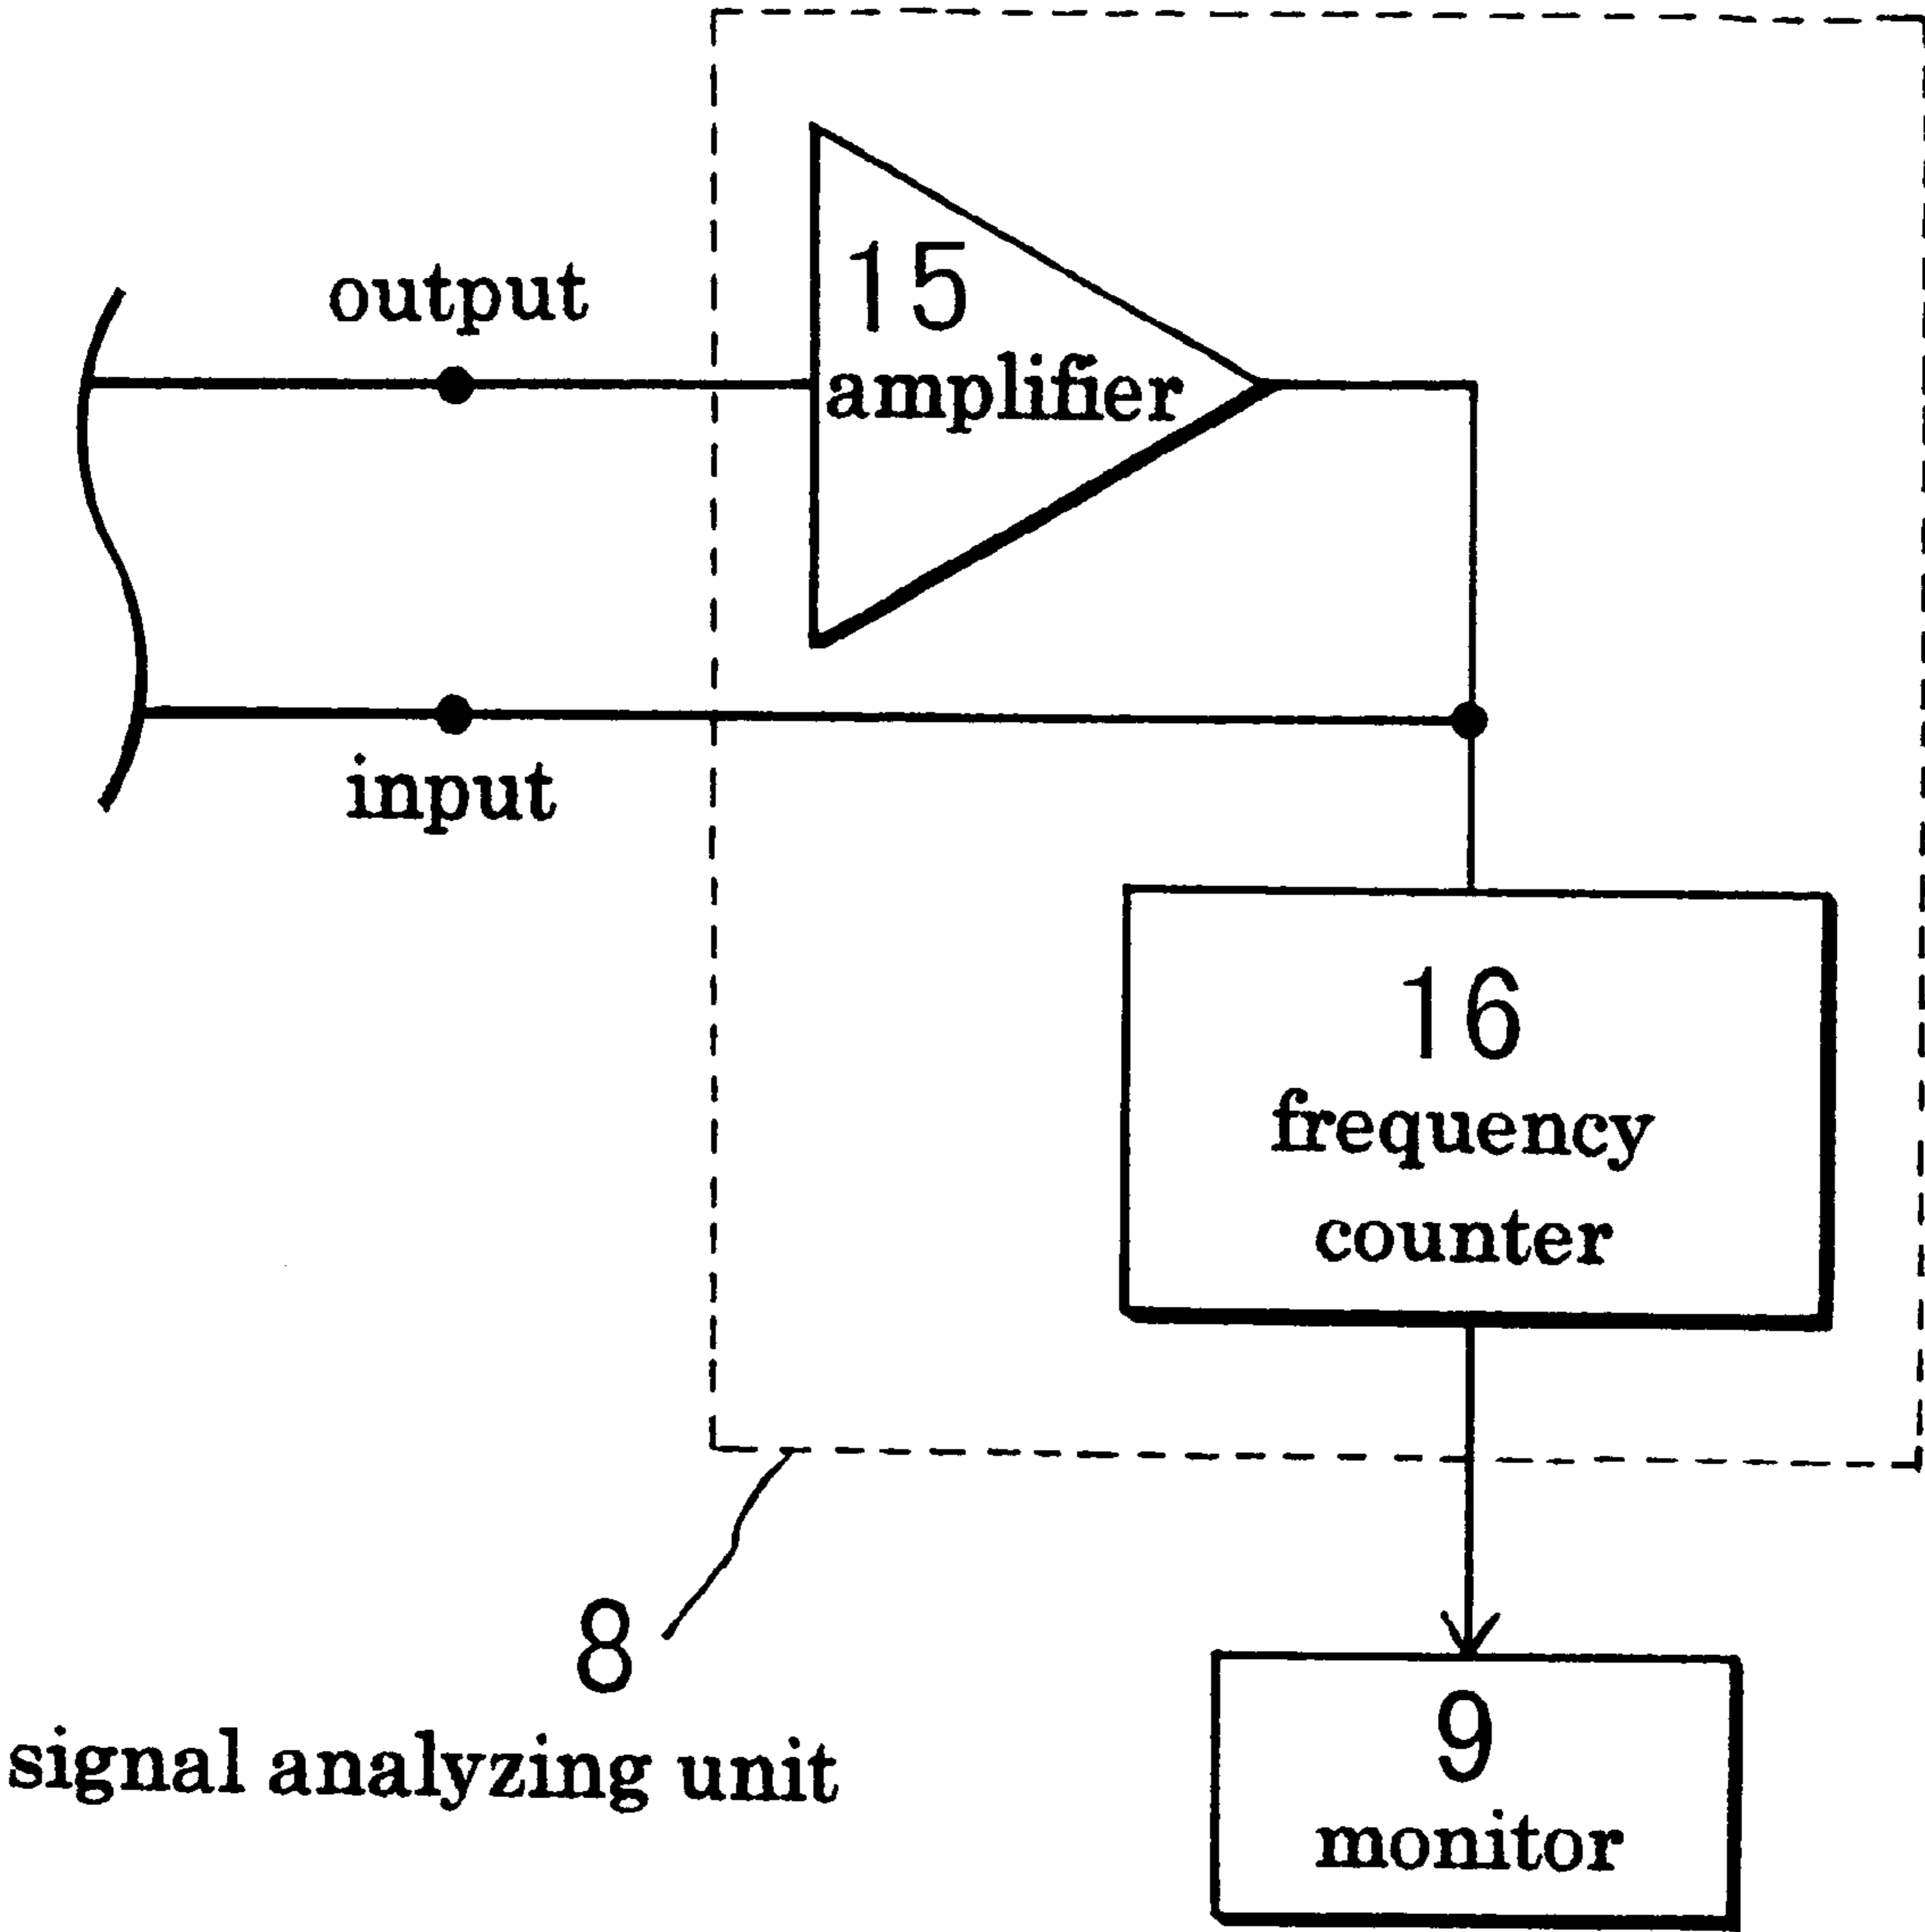 output
15
amplifier
input
16
frequency
counter
8
signal analyzing unit
9
monitor